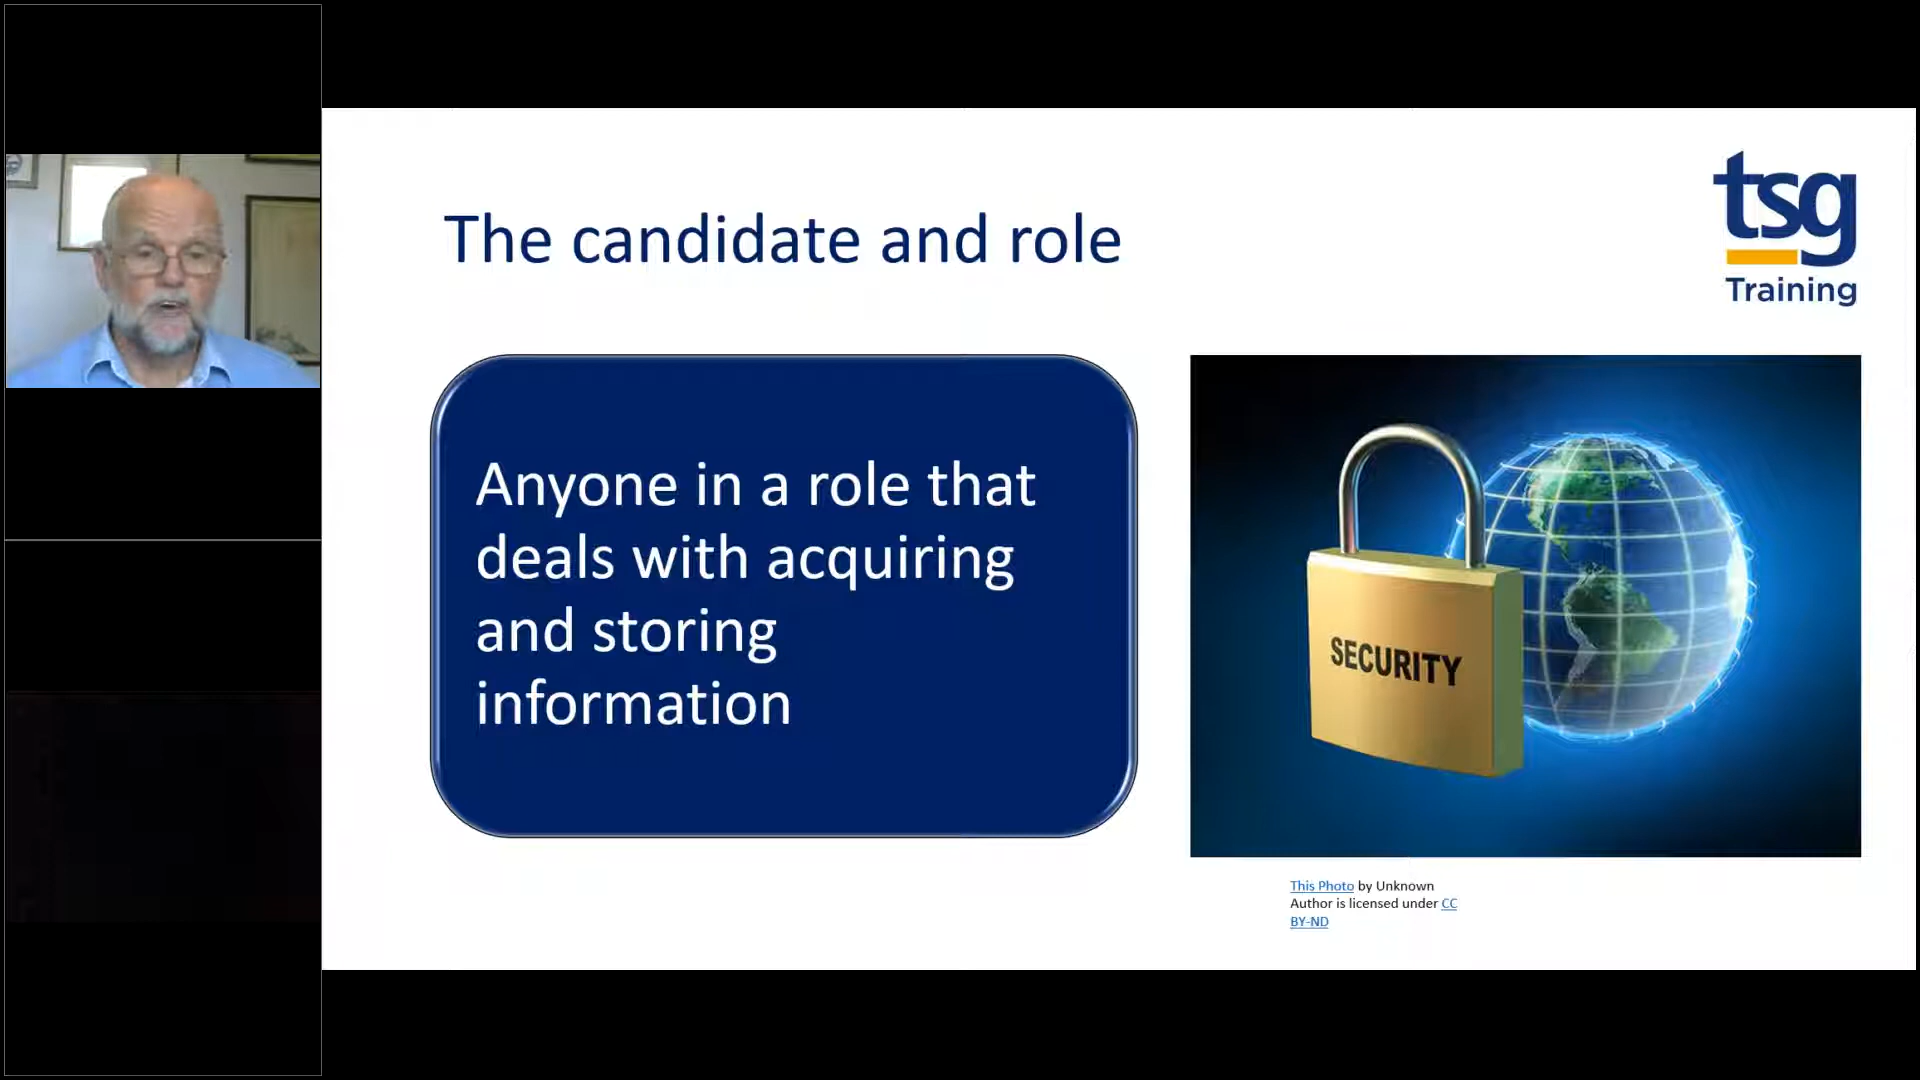 The candidate and role
tsg
Training
Anyone in a role that
deals with acquiring
and storing
information
SECURITY
This Photo by Unknown
Author is licensed under CC
BY-ND